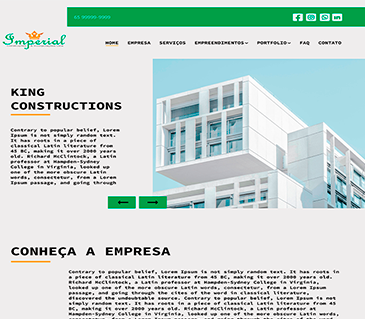 Imperial
HOME EMPRESA SERVIÇOS EMPREENDIMENTOS PORTFOLIO FAQ CONTATO
KING
CONSTRUCTIONS
Contrary to popular belief, Lorem
Ipsum is not simply random text.
It has roots in a piece of
classical Latin literature from
45 BC, making it over 2000 years
old. Richard McClintock, a Latin
professor at Hampden-Sydney
College in Virginia, looked up
one of the more obscure Latin
words, consectetur, from a Lorem
Ipsum passage, and going through
CONHEÇA A EMPRESA
Contrary to popular belief, Lorem Ipsum is not simply random text. It has roots in
a piece of classical Latin literature from 45 BC, making it over 2000 years old.
Richard McClintock, a Latin professor at Hampden-Sydney College in Virginia,
looked up one of the more obscure Latin words, consectetur, from a Lorem Ipsum
passage, and going through the cites of the word in classical literature,
discovered the undoubtable source. Contrary to popular belief, Lorem Ipsum is not
simply random text. It has roots in a piece of classical Latin literature from 45
BC, making it over 2000 years old. Richard McClintock, a Latin professor at
Hampden-Sydney College in Virginia, looked up one of the more obscure Latin